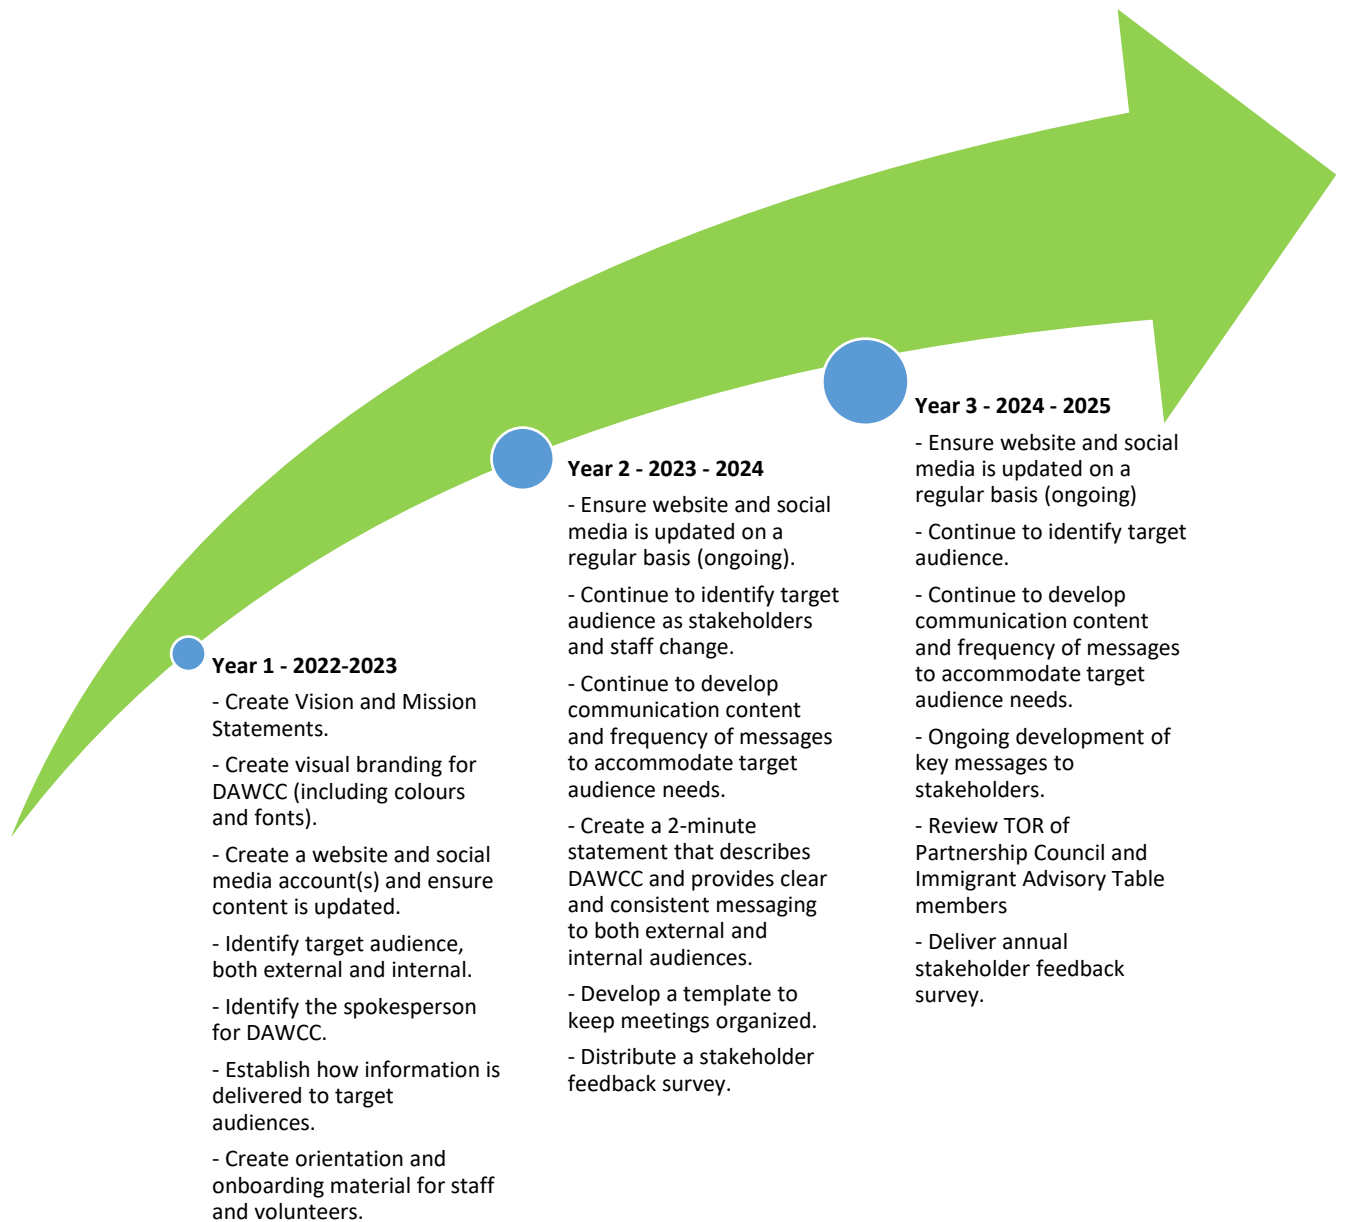 Year 1 - 2022-2023
- Create Vision and Mission
Statements.
- Create visual branding for
DAWCC (including colours
and fonts).
- Create a website and social
media account(s) and ensure
content is updated.
- Identify target audience,
both external and internal.
- Identify the spokesperson
for DAWCC.
- Establish how information is
delivered to target
audiences.
- Create orientation and
onboarding material for staff
and volunteers.
Year 2 - 2023 - 2024
- Ensure website and social
media is updated on a
regular basis (ongoing).
- Continue to identify target
audience as stakeholders
and staff change.
- Continue to develop
communication content
and frequency of messages
to accommodate target
audience needs.
- Create a 2-minute
statement that describes
DAWCC and provides clear
and consistent messaging
to both external and
internal audiences.
- Develop a template to
keep meetings organized.
- Distribute a stakeholder
feedback survey.
Year 3 - 2024 - 2025
- Ensure website and social
media is updated on a
regular basis (ongoing)
- Continue to identify target
audience.
- Continue to develop
communication content
and frequency of messages
to accommodate target
audience needs.
- Ongoing development of
key messages to
stakeholders.
- Review TOR of
Partnership Council and
Immigrant Advisory Table
members
- Deliver annual
stakeholder feedback
survey.